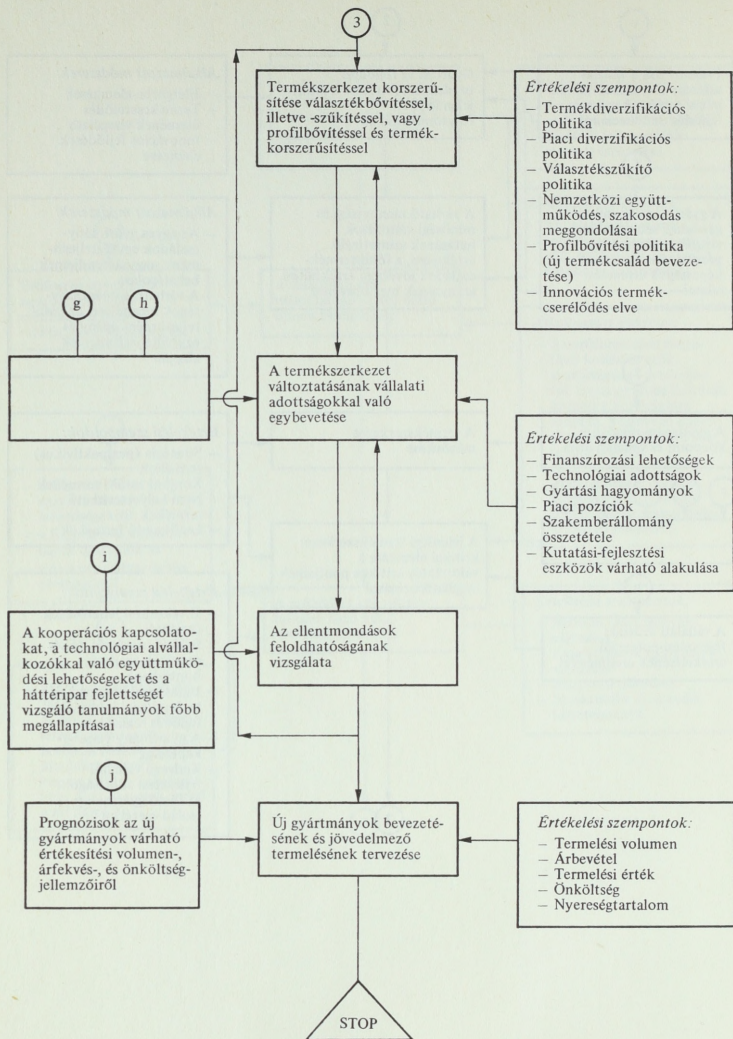 3
Termékszerkezet korszerű-
sítése választékbővítéssel,
illetve -szűkítéssel, vagy
profilbővítéssel és termék-
korszerűsítéssel
Értékelési szempontok:
— Termékdiverzifikációs
politika
— Piaci diverzifikációs
politika
— Választékszűkítő
politika
— Nemzetközi együtt-
működés, szakosodás
meggondolásai
— Profilbővítési politika
(új termékcsalád beveze-
tése)
— Innovációs termék-
cserélődés elve
g
h
A termékszerkezet
változtatásának vállalati
adottságokkal való
egybevetése
Értékelési szempontok:
— Finanszírozási lehetőségek
— Technológiai adottságok
— Gyártási hagyományok
— Piaci pozíciók
— Szakemberállomány
összetétele
— Kutatási-fejlesztési
eszközök várható alakulása
i
A kooperációs kapcsolato-
kat, a technológiai alvállal-
kozókkal való együttműkö-
dési lehetőségeket és a
háttéripar fejlettségét
vizsgáló tanulmányok főbb
megállapításai
Az ellentmondások
feloldhatóságának
vizsgálata
j
Prognózisok az új
gyártmányok várható
értékesítési volumen-,
árfekvés-, és önköltség-
jellemzőiről
Új gyártmányok bevezeté-
sének és jövedelmező
termelésének tervezése
Értékelési szempontok:
— Termelési volumen
— Árbevétel
— Termelési érték
— Önköltség
— Nyereségtartalom
STOP